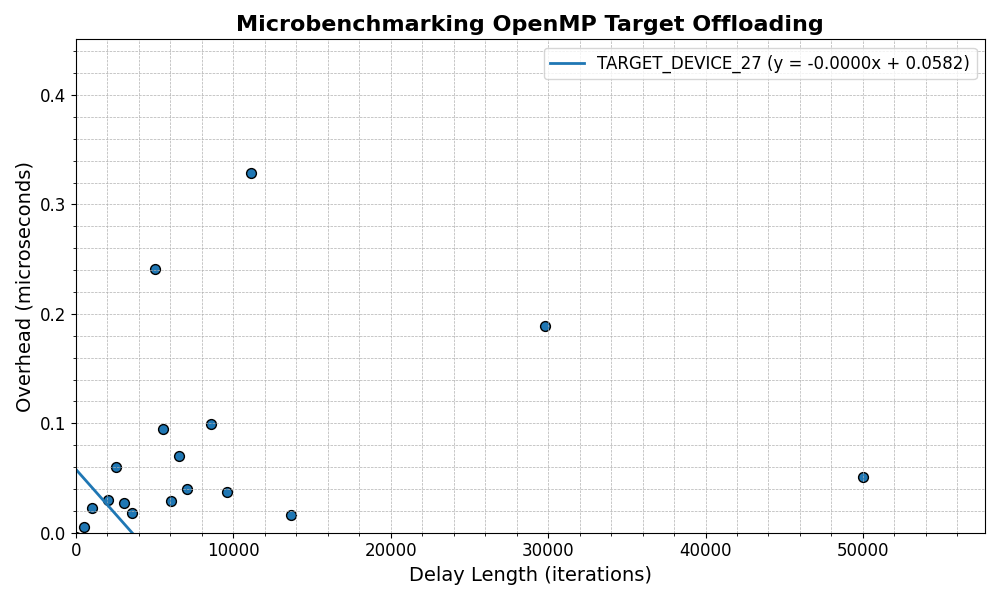 Microbenchmarking OpenMP Target Offloading
TARGET_DEVICE_27 (y = -0.0000x + 0.0582)
Overhead (microseconds)
0.4
0.3
0.2
0.1
0.0
0 10000 20000 30000 40000 50000
Delay Length (iterations)